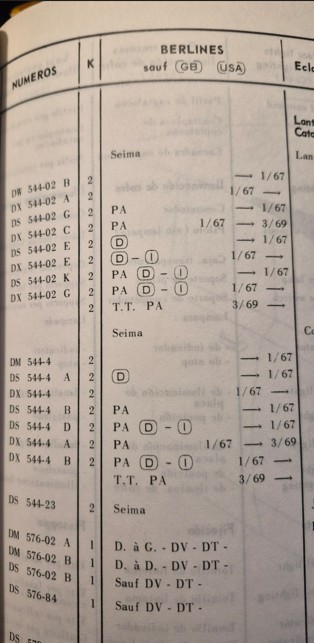 BERLINES
NUMEROS K sauf GB USA Ecla
Lant
Cata
Seima Lan
DW 544-02 B 2 → 1/67
DX 544-02 A 2 1/67 →
DS 544-02 G 2 PA → 1/67
DX 544-02 C 2 PA 1/67 → 3/69
DS 544-02 E 2 D → 1/67
DX 544-02 E 2 D - I 1/67 →
DS 544-02 K 2 PA D - I → 1/67
DX 544-02 G 2 PA D - I 1/67 →
2 T.T. PA 3/69 →
Seima
DM 544-4 2 → 1/67
DS 544-4 A 2 D → 1/67
DX 544-4 2 1/67 →
DS 544-4 B 2 PA → 1/67
DS 544-4 D 2 PA D - I → 1/67
DX 544-4 A 2 PA 1/67 → 3/69
DX 544-4 B 2 PA D - I 1/67 →
T.T. PA 3/69 →
DS 544-23 2 Seima
DM 576-02 A 1 D. à G. - DV - DT -
DM 576-02 B 1 D. à D. - DV - DT -
DS 576-02 B 1 Sauf DV - DT -
DS 576-84 1 Sauf DV - DT -